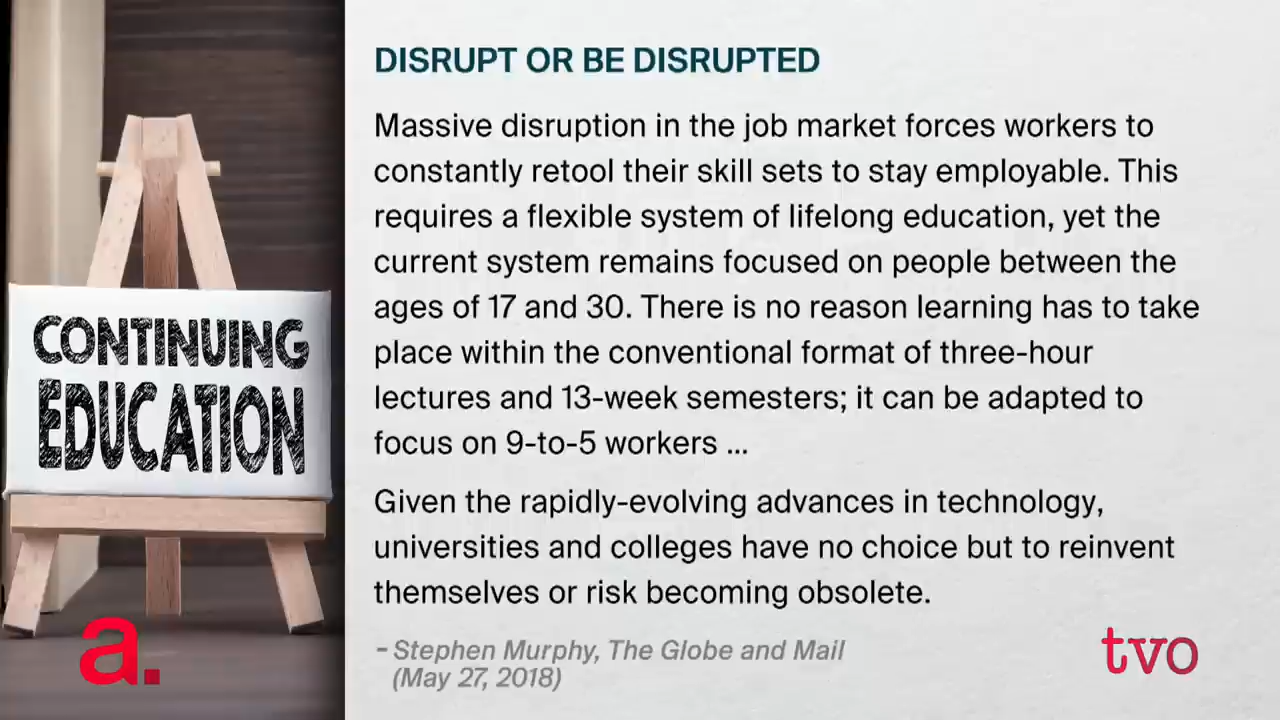 DISRUPT OR BE DISRUPTED
Massive disruption in the job market forces workers to
constantly retool their skill sets to stay employable. This
requires a flexible system of lifelong education, yet the
current system remains focused on people between the
ages of 17 and 30. There is no reason learning has to take
place within the conventional format of three-hour
lectures and 13-week semesters; it can be adapted to
focus on 9-to-5 workers ...
Given the rapidly-evolving advances in technology,
universities and colleges have no choice but to reinvent
themselves or risk becoming obsolete.
- Stephen Murphy, The Globe and Mail
(May 27, 2018)
CONTINUING
EDUCATION
a.
tvo